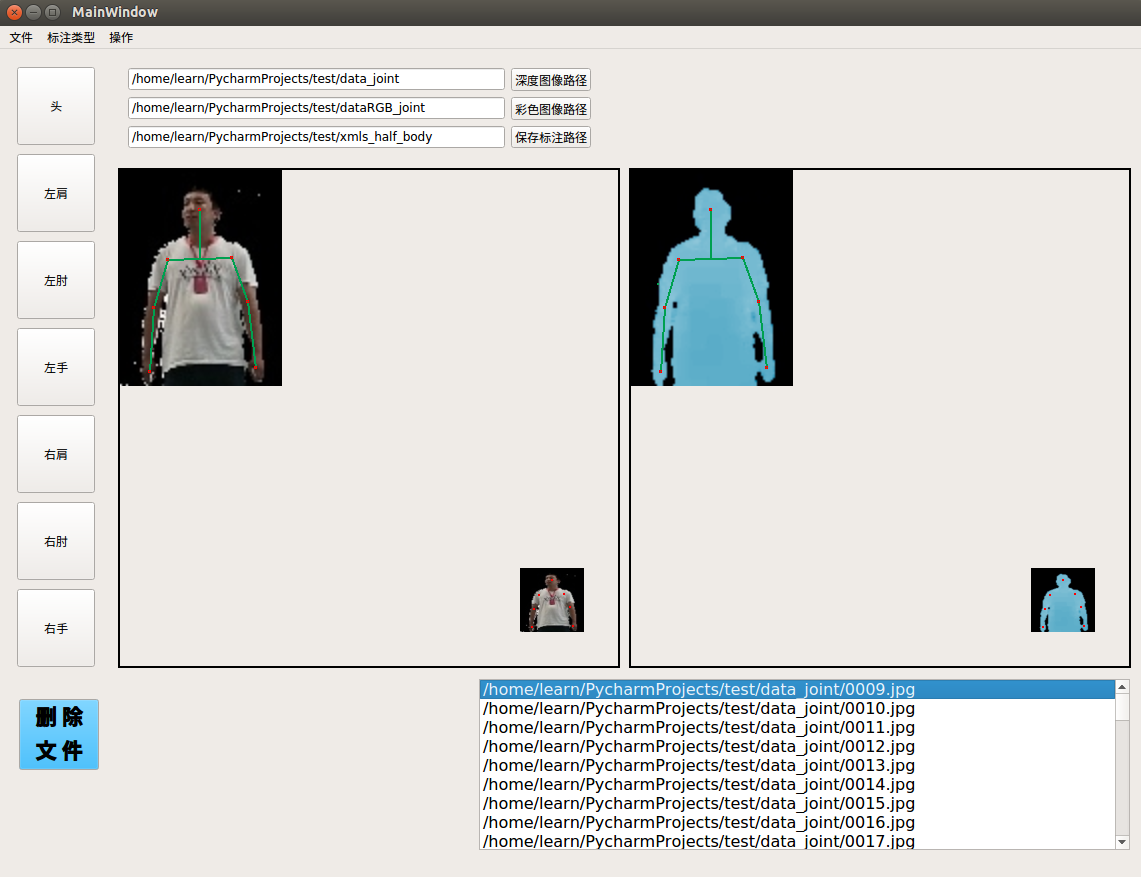 MainWindow
文件 标注类型 操作
/home/learn/PycharmProjects/test/data_joint 深度图像路径
/home/learn/PycharmProjects/test/dataRGB_joint 彩色图像路径
/home/learn/PycharmProjects/test/xmls_half_body 保存标注路径
头
左肩
左肘
左手
右肩
右肘
右手
删除
文件
/home/learn/PycharmProjects/test/data_joint/0009.jpg
/home/learn/PycharmProjects/test/data_joint/0010.jpg
/home/learn/PycharmProjects/test/data_joint/0011.jpg
/home/learn/PycharmProjects/test/data_joint/0012.jpg
/home/learn/PycharmProjects/test/data_joint/0013.jpg
/home/learn/PycharmProjects/test/data_joint/0014.jpg
/home/learn/PycharmProjects/test/data_joint/0015.jpg
/home/learn/PycharmProjects/test/data_joint/0016.jpg
/home/learn/PycharmProjects/test/data_joint/0017.jpg